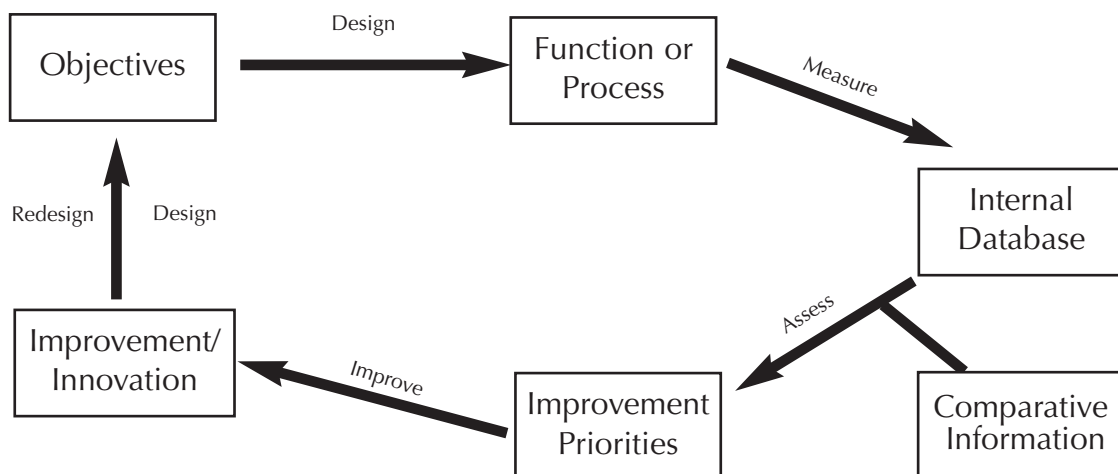 Objectives
Design
Function or
Process
Measure
Internal
Database
Assess
Comparative
Information
Improvement
Priorities
Improve
Improvement/
Innovation
Redesign
Design